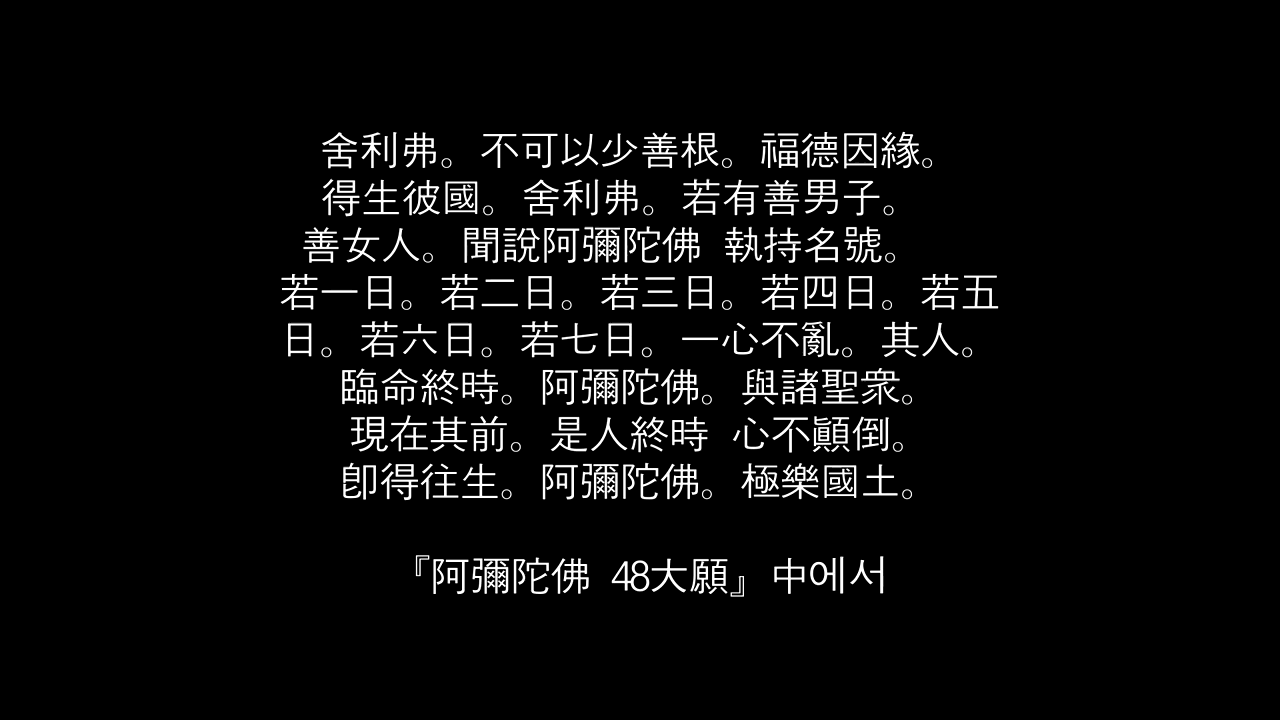 舍利弗。不可以少善根。福德因緣。
得生彼國。舍利弗。若有善男子。
善女人。聞說阿彌陀佛 執持名號。
若一日。若二日。若三日。若四日。若五
日。若六日。若七日。一心不亂。其人。
臨命終時。阿彌陀佛。與諸聖衆。
現在其前。是人終時 心不顚倒。
卽得往生。阿彌陀佛。極樂國土。
『阿彌陀佛 48大願』中에서